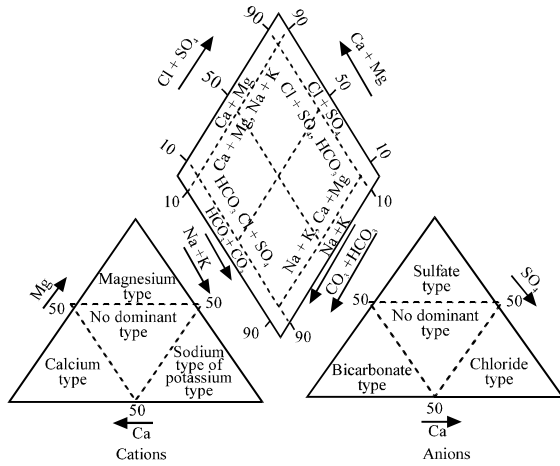 90
90
Cl + SO4
Ca + Mg
50
50
Ca + Mg
Ca + Mg, Na + K
Cl + SO4
Cl + SO4, HCO3
10
10
10
10
HCO3, Cl + SO4
HCO3 + CO3
Na + K, Ca +Mg
Na+K
Na +K
CO3 +HCO3
90
90
Mg
50
50
Magnesium
type
No dominant
type
Calcium
type
Sodium
type of
potassium
type
50
Ca
Cations
SO4
50
50
Sulfate
type
No dominant
type
Bicarbonate
type
Chloride
type
50
Ca
Anions